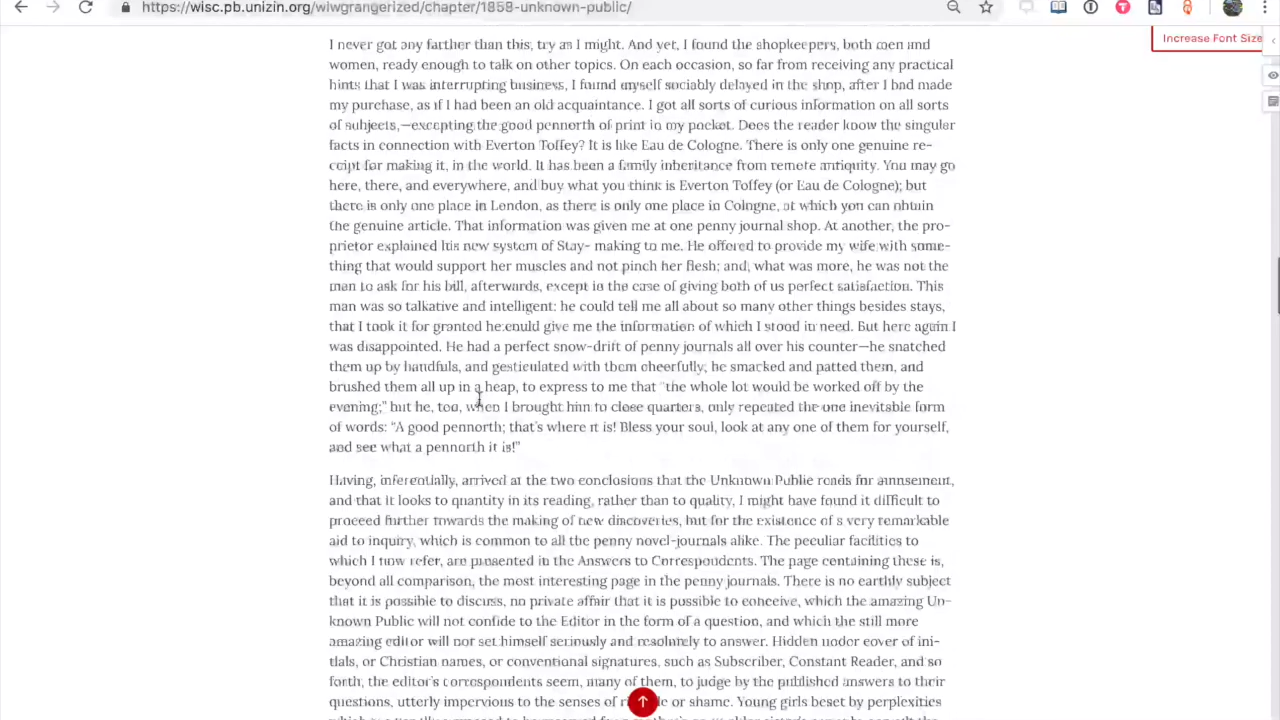 https://wisc.pb.unizin.org/wlwgrangerized/chapter/1858-unknown-public/
Increase Font Size
I never got any farther than this, try as I might. And yet, I found the shopkeepers, both men and
women, ready enough to talk on other topics. On each occasion, so far from receiving any practical
hints that I was interrupting business, I found myself sociably delayed in the shop, after I had made
my purchase, as if I had been an old acquaintance. I got all sorts of curious information on all sorts
of subjects,—excepting the good pennorth of print in my pocket. Does the reader know the singular
facts in connection with Everton Toffey? It is like Eau de Cologne. There is only one genuine re-
ceipt for making it, in the world. It has been a family inheritance from remote antiquity. You may go
here, there, and everywhere, and buy what you think is Everton Toffey (or Eau de Cologne); but
there is only one place in London, as there is only one place in Cologne, at which you can obtain
the genuine article. That information was given me at one penny journal shop. At another, the pro-
prietor explained his new system of Stay- making to me. He offered to provide my wife with some-
thing that would support her muscles and not pinch her flesh; and, what was more, he was not the
man to ask for his bill, afterwards, except in the case of giving both of us perfect satisfaction. This
man was so talkative and intelligent: he could tell me all about so many other things besides stays,
that I took it for granted he could give me the information of which I stood in need. But here again I
was disappointed. He had a perfect snow-drift of penny journals all over his counter—he snatched
them up by handfuls, and gesticulated with them cheerfully; he smacked and patted them, and
brushed them all up in a heap, to express to me that “the whole lot would be worked off by the
evening;” but he, too, when I brought him to close quarters, only repeated the one inevitable form
of words: “A good pennorth; that’s where it is! Bless your soul, look at any one of them for yourself,
and see what a pennorth it is!”
Having, inferentially, arrived at the two conclusions that the Unknown Public reads for amusement,
and that it looks to quantity in its reading, rather than to quality, I might have found it difficult to
proceed further towards the making of new discoveries, but for the existence of a very remarkable
aid to inquiry, which is common to all the penny novel-journals alike. The peculiar facilities to
which I now refer, are presented in the Answers to Correspondents. The page containing these is,
beyond all comparison, the most interesting page in the penny journals. There is no earthly subject
that it is possible to discuss, no private affair that it is possible to conceive, which the amazing Un-
known Public will not confide to the Editor in the form of a question, and which the still more
amazing editor will not set himself seriously and resolutely to answer. Hidden under cover of ini-
tials, or Christian names, or conventional signatures, such as Subscriber, Constant Reader, and so
forth, the editor’s correspondents seem, many of them, to judge by the published answers to their
questions, utterly impervious to the senses of or shame. Young girls beset by perplexities